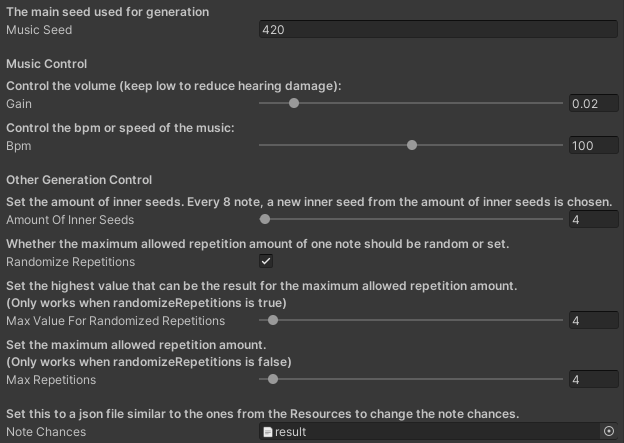 The main seed used for generation
Music Seed 420
Music Control
Control the volume (keep low to reduce hearing damage):
Gain 0.02
Control the bpm or speed of the music:
Bpm 100
Other Generation Control
Set the amount of inner seeds. Every 8 note, a new inner seed from the amount of inner seeds is chosen.
Amount Of Inner Seeds 4
Whether the maximum allowed repetition amount of one note should be random or set.
Randomize Repetitions
Set the highest value that can be the result for the maximum allowed repetition amount.
(Only works when randomizeRepetitions is true)
Max Value For Randomized Repetitions 4
Set the maximum allowed repetition amount.
(Only works when randomizeRepetitions is false)
Max Repetitions 4
Set this to a json file similar to the ones from the Resources to change the note chances.
Note Chances result